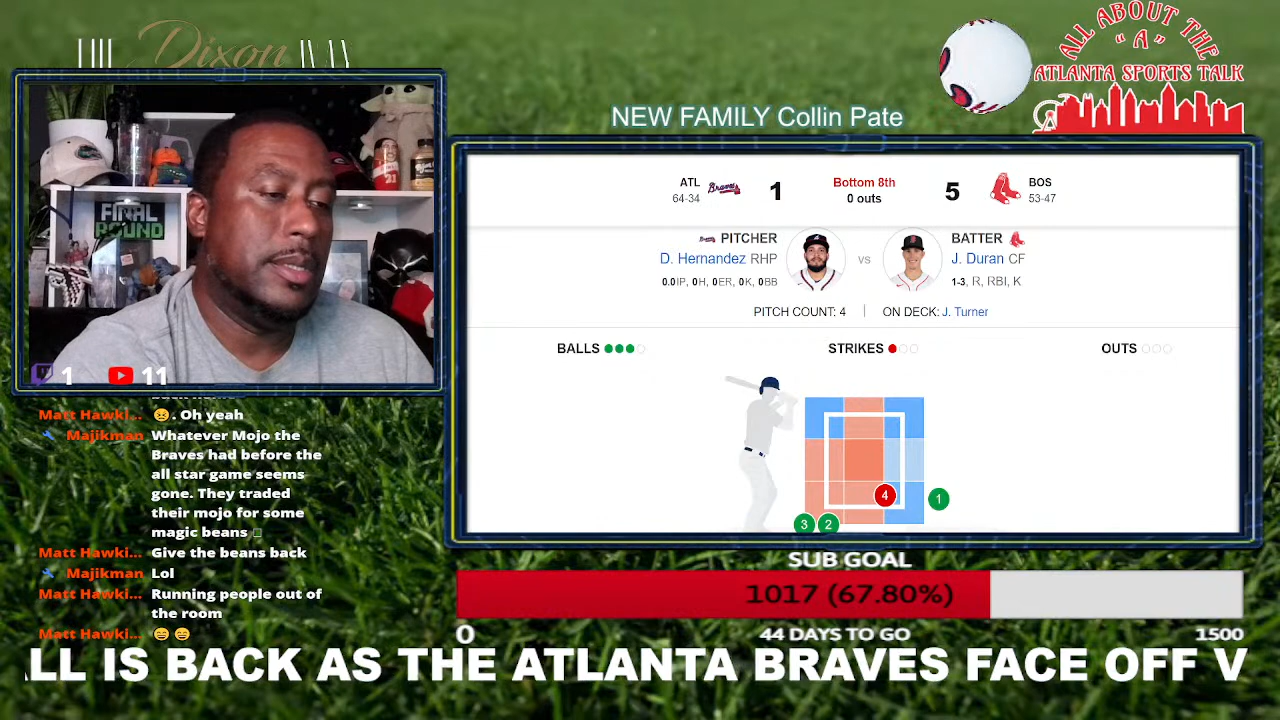 Dixon
ALL ABOUT THE
"A"
ATLANTA SPORTS TALK
NEW FAMILY Collin Pate
FINAL
ROUND
1
11
ATL
64-34
Braves
1
Bottom 8th
0 outs
5
BOS
53-47
PITCHER
D. Hernandez RHP
0.0IP, 0H, 0ER, 0K, 0BB
vs
BATTER
J. Duran CF
1-3, R, RBI, K
PITCH COUNT: 4
ON DECK: J. Turner
BALLS
STRIKES
OUTS
4
1
3
2
Matt Hawki... 😣. Oh yeah
Majikman Whatever Mojo the
Braves had before the
all star game seems
gone. They traded
their mojo for some
magic beans
Matt Hawki... Give the beans back
Majikman Lol
Matt Hawki... Running people out of
the room
Matt Hawki... 😄 😄
SUB GOAL
1017 (67.80%)
0
44 DAYS TO GO
1500
LL IS BACK AS THE ATLANTA BRAVES FACE OFF V